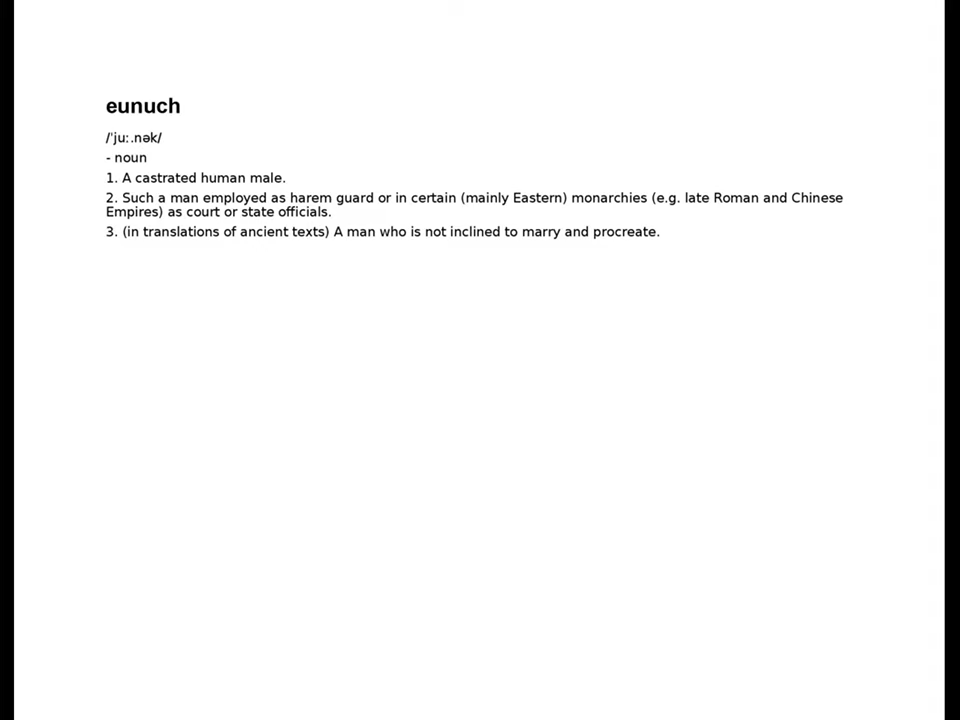 eunuch
/ˈjuː.nək/
- noun
1. A castrated human male.
2. Such a man employed as harem guard or in certain (mainly Eastern) monarchies (e.g. late Roman and Chinese
Empires) as court or state officials.
3. (in translations of ancient texts) A man who is not inclined to marry and procreate.